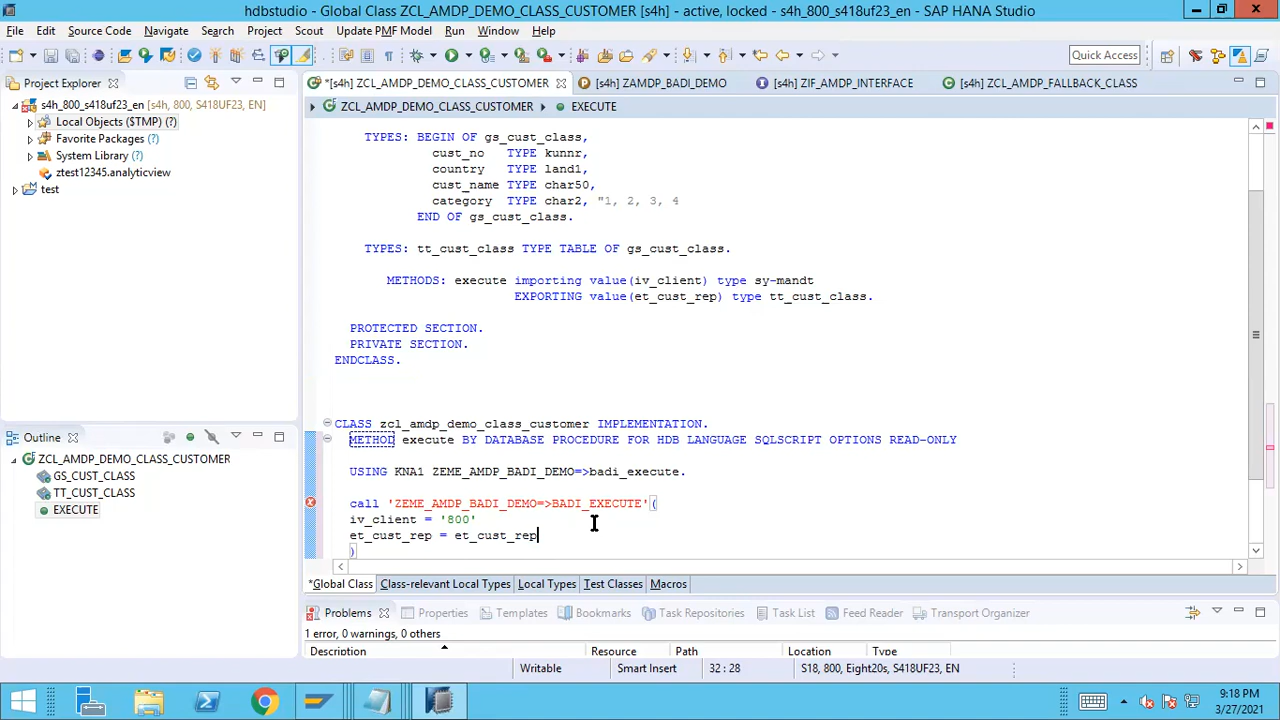 hdbstudio - Global Class ZCL_AMDP_DEMO_CLASS_CUSTOMER [s4h] - active, locked - s4h_800_s418uf23_en - SAP HANA Studio
File Edit Source Code Navigate Search Project Scout Update PMF Model Run Window Help
Quick Access
Project Explorer
*[s4h] ZCL_AMDP_DEMO_CLASS_CUSTOMER [s4h] ZAMDP_BADI_DEMO [s4h] ZIF_AMDP_INTERFACE [s4h] ZCL_AMDP_FALLBACK_CLASS
s4h_800_s418uf23_en (s4h, 800, S418UF23, EN)
Local Objects ($TMP) (?)
Favorite Packages (?)
System Library (?)
ztest12345.analyticview
test
ZCL_AMDP_DEMO_CLASS_CUSTOMER EXECUTE
TYPES: BEGIN OF gs_cust_class,
cust_no TYPE kunnr,
country TYPE land1,
cust_name TYPE char50,
category TYPE char2, "1, 2, 3, 4
END OF gs_cust_class.
TYPES: tt_cust_class TYPE TABLE OF gs_cust_class.
METHODS: execute importing value(iv_client) type sy-mandt
EXPORTING value(et_cust_rep) type tt_cust_class.
PROTECTED SECTION.
PRIVATE SECTION.
ENDCLASS.
CLASS zcl_amdp_demo_class_customer IMPLEMENTATION.
METHOD execute BY DATABASE PROCEDURE FOR HDB LANGUAGE SQLSCRIPT OPTIONS READ-ONLY
USING KNA1 ZEME_AMDP_BADI_DEMO=>badi_execute.
call 'ZEME_AMDP_BADI_DEMO=>BADI_EXECUTE'(
iv_client = '800'
et_cust_rep = et_cust_rep
)
Outline
ZCL_AMDP_DEMO_CLASS_CUSTOMER
GS_CUST_CLASS
TT_CUST_CLASS
EXECUTE
*Global Class Class-relevant Local Types Local Types Test Classes Macros
Problems Properties Templates Bookmarks Task Repositories Task List Feed Reader Transport Organizer
1 error, 0 warnings, 0 others
Description Resource Path Location Type
Writable Smart Insert 32 : 28 S18, 800, Eight20s, S418UF23, EN
9:18 PM
3/27/2021